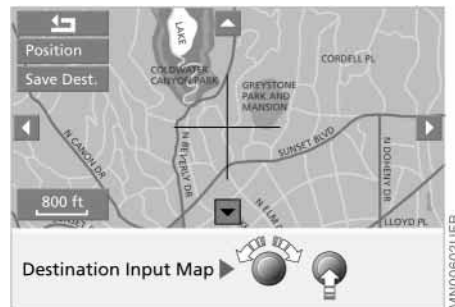 LAKE
Position
COLDWATER
CANYON PARK
CORDELL PL
Save Dest.
GREYSTONE
PARK AND
MANSION
N CANON DR
N BEVERLY DR
SUNSET BLVD
N DOHENY DR
800 ft
N ELM
LLOYD PL
Destination Input Map